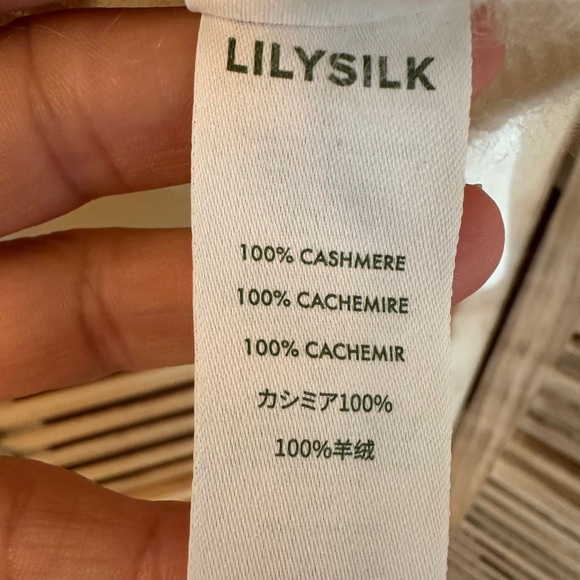 LILYSILK
100% CASHMERE
100% CACHEMIRE
100% CACHEMIR
カシミア100%
100%羊绒